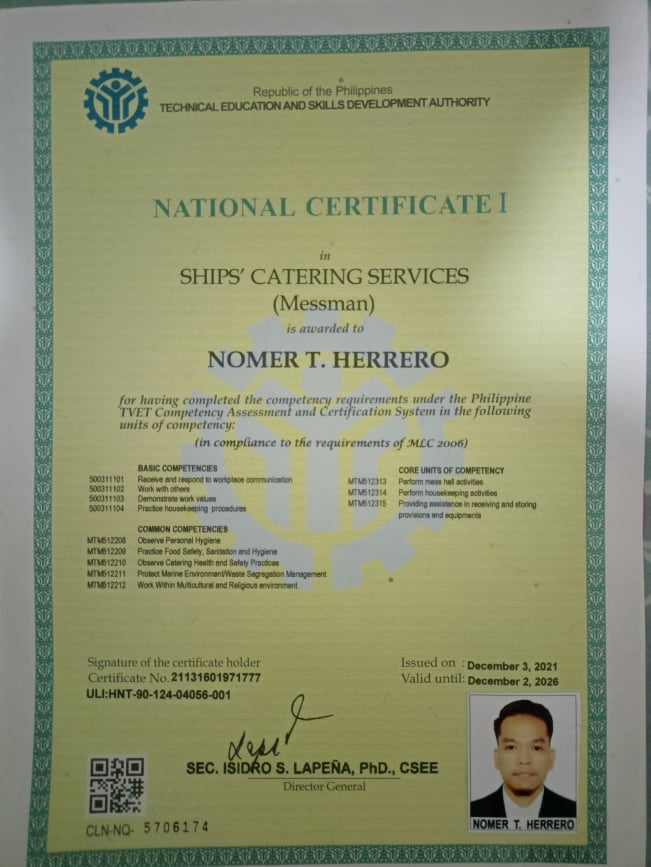 Republic of the Philippines
TECHNICAL EDUCATION AND SKILLS DEVELOPMENT AUTHORITY
NATIONAL CERTIFICATE I
in
SHIPS' CATERING SERVICES
(Messman)
is awarded to
NOMER T. HERRERO
for having completed the competency requirements under the Philippine
TVET Competency Assessment and Certification System in the following
units of competency:
(in compliance to the requirements of MLC 2006)
BASIC COMPETENCIES
500311101 Receive and respond to workplace communication
500311102 Work with others
500311103 Demonstrate work values
500311104 Practice housekeeping procedures
COMMON COMPETENCIES
MTM512208 Observe Personal Hygiene
MTM512209 Practice Food Safety, Sanitation and Hygiene
MTM512210 Observe Catering Health and Safety Practices
MTM512211 Protect Marine Environment/Waste Segregation Management
MTM512212 Work Within Multicultural and Religious environment
CORE UNITS OF COMPETENCY
MTM512313 Perform mess hall activities
MTM512314 Perform housekeeping activities
MTM512315 Providing assistance in receiving and storing
provisions and equipments
Signature of the certificate holder
Certificate No. 21131601971777
ULI:HNT-90-124-04056-001
Issued on : December 3, 2021
Valid until: December 2, 2026
SEC. ISIDRO S. LAPEÑA, PhD., CSEE
Director General
CLN-NQ- 5706174
NOMER T. HERRERO